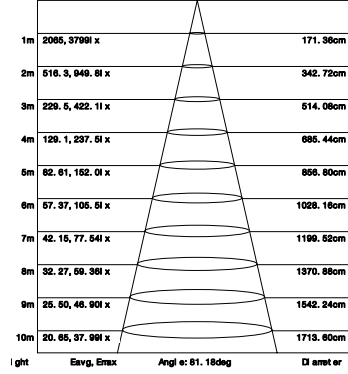 1m 2065, 3799l x 171. 36cm
2m 516. 3, 949. 8l x 342. 72cm
3m 229. 5, 422. 1l x 514. 08cm
4m 129. 1, 237. 5l x 685. 44cm
5m 82. 61, 152. 0l x 856. 80cm
6m 57. 37, 105. 5l x 1028. 16cm
7m 42. 15, 77. 54l x 1199. 52cm
8m 32. 27, 59. 36l x 1370. 88cm
9m 25. 50, 46. 90l x 1542. 24cm
10m 20. 65, 37. 99l x 1713. 60cm
i ght Eavg, Emax Angl e: 81. 18deg Di amet er